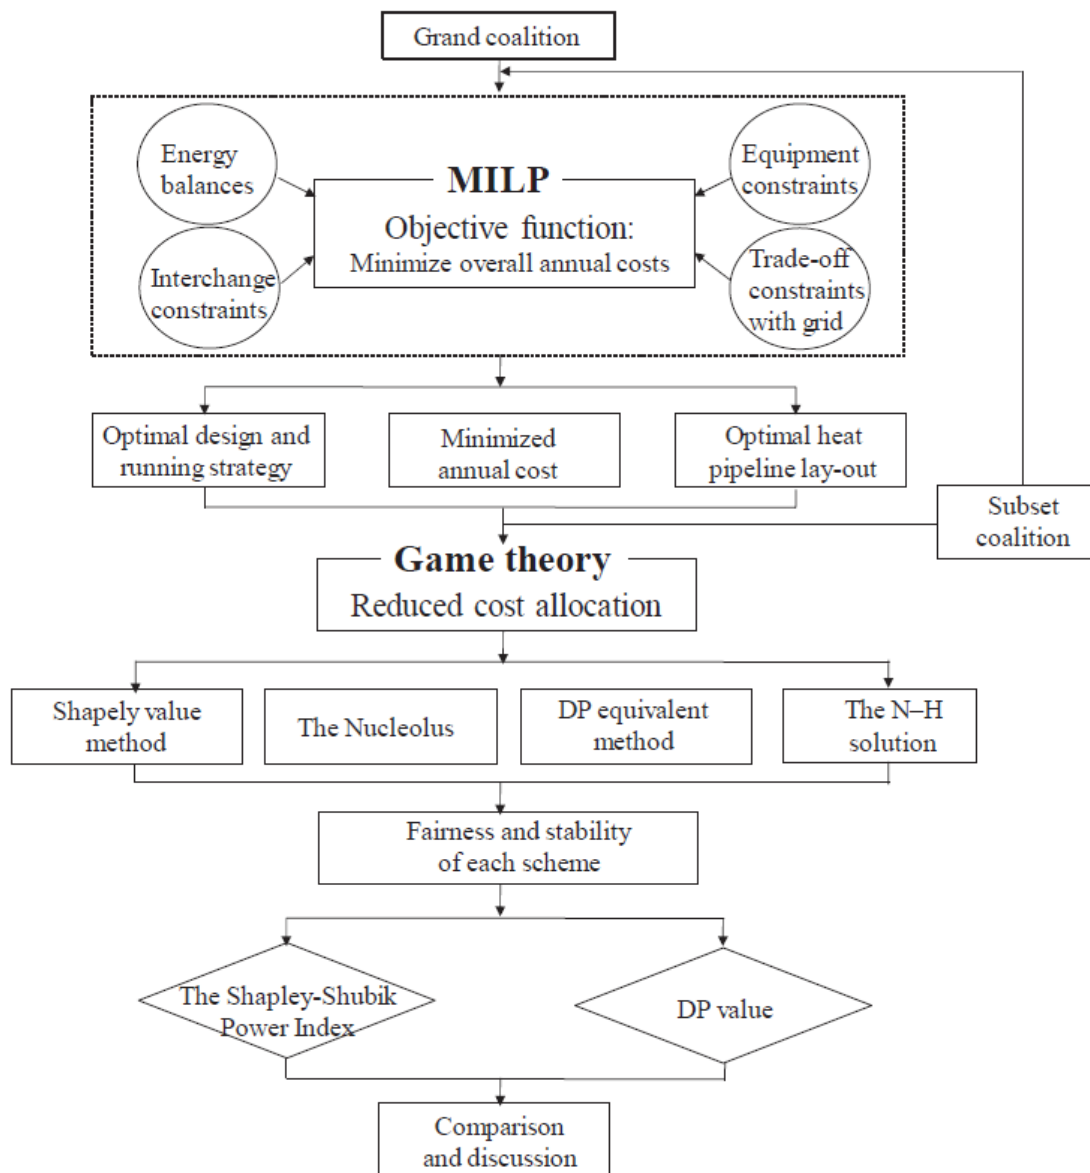 Grand coalition
Energy
balances
MILP
Equipment
constraints
Objective function:
Minimize overall annual costs
Interchange
constraints
Trade-off
constraints
with grid
Optimal design and
running strategy
Minimized
annual cost
Optimal heat
pipeline lay-out
Subset
coalition
Game theory
Reduced cost allocation
Shapely value
method
The Nucleolus
DP equivalent
method
The N–H
solution
Fairness and stability
of each scheme
The Shapley-Shubik
Power Index
DP value
Comparison
and discussion